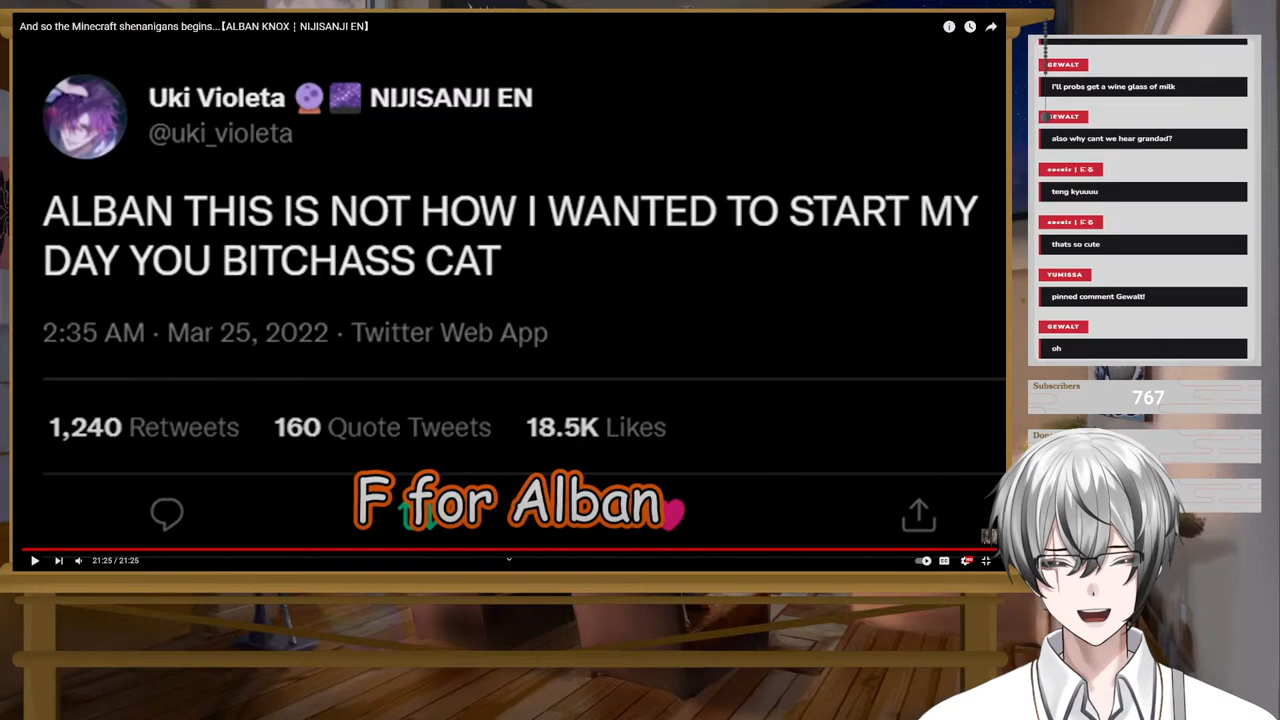 And so the Minecraft shenanigans begins...【ALBAN KNOX ┆ NIJISANJI EN】
Uki Violeta 🔮🌌 NIJISANJI EN
@uki_violeta
ALBAN THIS IS NOT HOW I WANTED TO START MY
DAY YOU BITCHASS CAT
2:35 AM · Mar 25, 2022 · Twitter Web App
1,240 Retweets 160 Quote Tweets 18.5K Likes
F for Alban
21:25 / 21:25
GEWALT
I'll probs get a wine glass of milk
GEWALT
also why cant we hear grandad?
teng kyuuuu
thats so cute
YUMISSA
pinned comment Gewalt!
GEWALT
oh
Subscribers
767